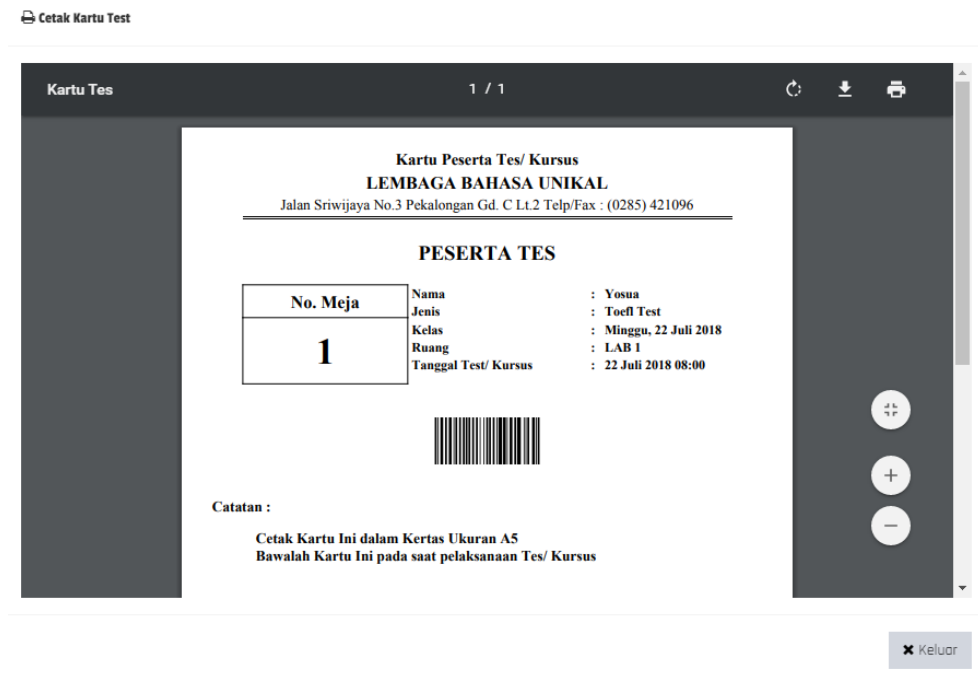 Cetak Kartu Test
Kartu Tes
1 / 1
Kartu Peserta Tes/ Kursus
LEMBAGA BAHASA UNIKAL
Jalan Sriwijaya No.3 Pekalongan Gd. C Lt.2 Telp/Fax : (0285) 421096
PESERTA TES
No. Meja
1
Nama : Yosua
Jenis : Toefl Test
Kelas : Minggu, 22 Juli 2018
Ruang : LAB 1
Tanggal Test/ Kursus : 22 Juli 2018 08:00
Catatan :
Cetak Kartu Ini dalam Kertas Ukuran A5
Bawalah Kartu Ini pada saat pelaksanaan Tes/ Kursus
Keluar